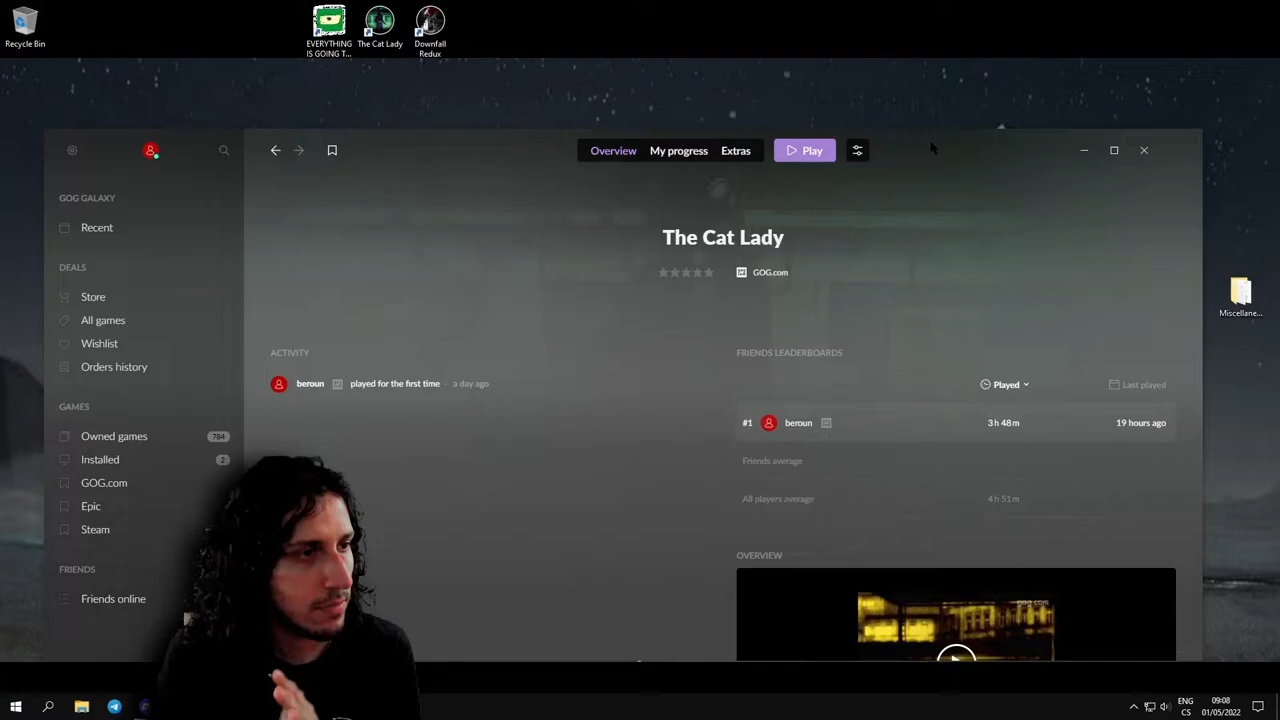 Recycle Bin
EVERYTHING
IS GOING T...
The Cat Lady
Downfall
Redux
Overview
My progress
Extras
Play
GOG GALAXY
Recent
DEALS
Store
All games
Wishlist
Orders history
GAMES
Owned games 784
Installed 2
GOG.com
Epic
Steam
FRIENDS
Friends online
The Cat Lady
GOG.com
ACTIVITY
beroun played for the first time a day ago
FRIENDS LEADERBOARDS
Played Last played
#1 beroun 3 h 48 m 19 hours ago
Friends average
All players average 4 h 51 m
OVERVIEW
gog.com
Miscellane...
ENG
CS
09:08
01/05/2022